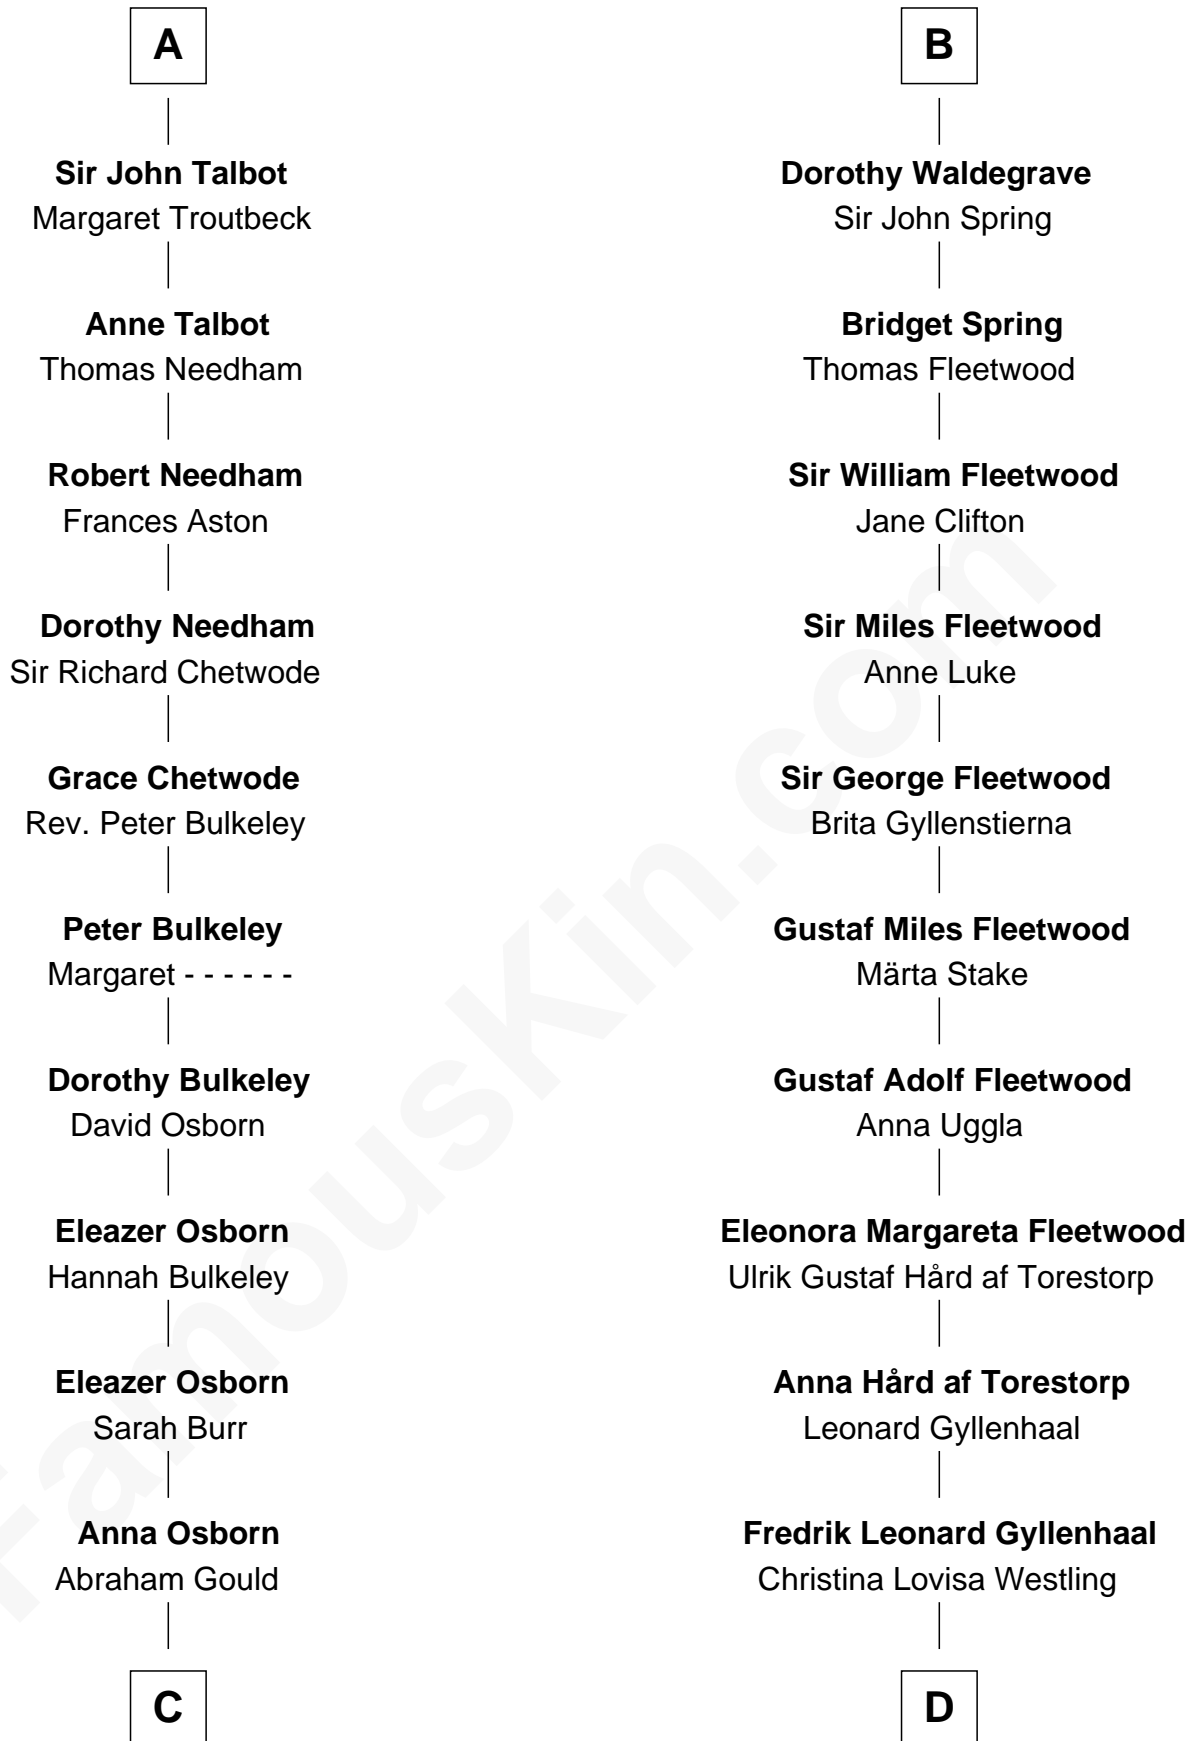 A
Sir John Talbot
Margaret Troutbeck
Anne Talbot
Thomas Needham
Robert Needham
Frances Aston
Dorothy Needham
Sir Richard Chetwode
Grace Chetwode
Rev. Peter Bulkeley
Peter Bulkeley
Margaret - - - - - -
Dorothy Bulkeley
David Osborn
Eleazer Osborn
Hannah Bulkeley
Eleazer Osborn
Sarah Burr
Anna Osborn
Abraham Gould
C
B
Dorothy Waldegrave
Sir John Spring
Bridget Spring
Thomas Fleetwood
Sir William Fleetwood
Jane Clifton
Sir Miles Fleetwood
Anne Luke
Sir George Fleetwood
Brita Gyllenstierna
Gustaf Miles Fleetwood
Märta Stake
Gustaf Adolf Fleetwood
Anna Uggla
Eleonora Margareta Fleetwood
Ulrik Gustaf Hård af Torestorp
Anna Hård af Torestorp
Leonard Gyllenhaal
Fredrik Leonard Gyllenhaal
Christina Lovisa Westling
D
FamousKin.com